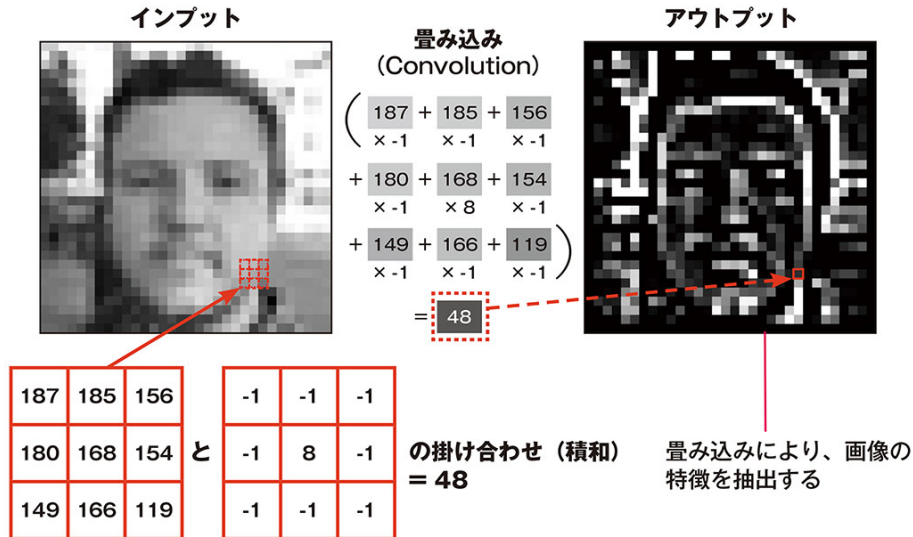 インプット
畳み込み
(Convolution)
アウトプット
( 187 + 185 + 156
× -1 × -1 × -1
+ 180 + 168 + 154
× -1 × 8 × -1
+ 149 + 166 + 119 )
× -1 × -1 × -1
= 48
187 185 156
180 168 154
149 166 119
と
-1 -1 -1
-1 8 -1
-1 -1 -1
の掛け合わせ（積和）
= 48
畳み込みにより、画像の
特徴を抽出する